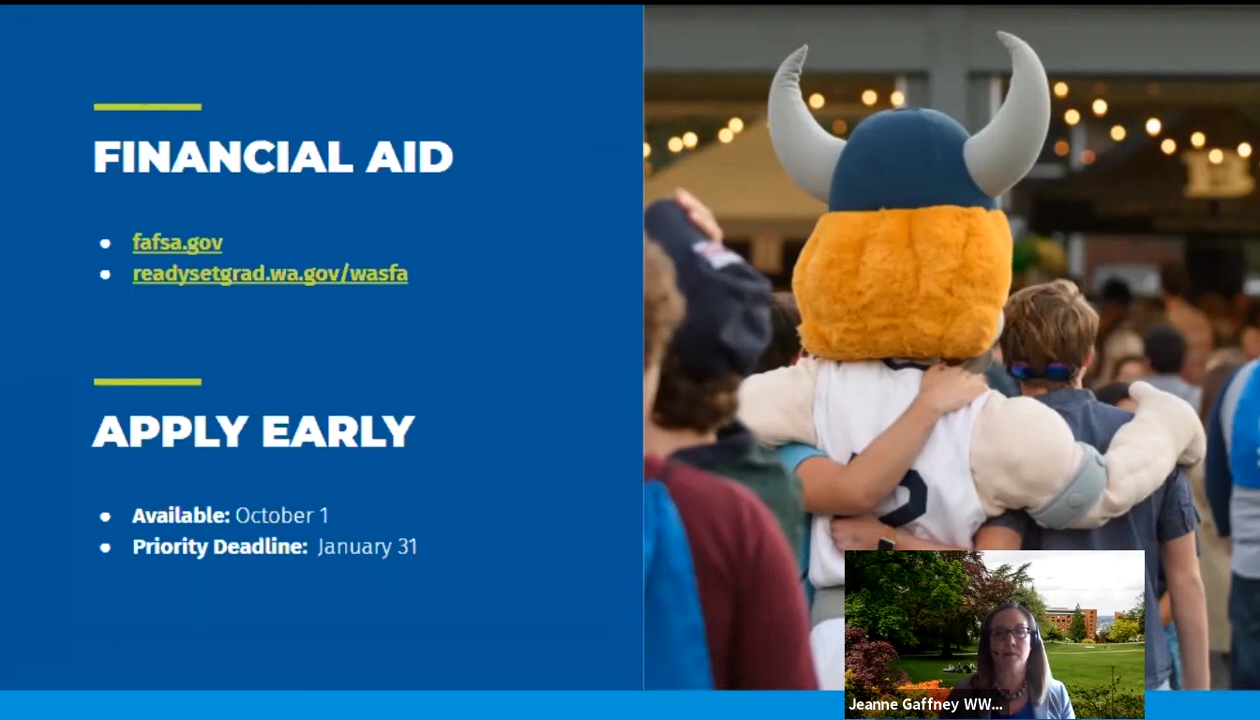 FINANCIAL AID
fafsa.gov
readysetgrad.wa.gov/wasfa
APPLY EARLY
Available: October 1
Priority Deadline: January 31
Jeanne Gaffney WW...